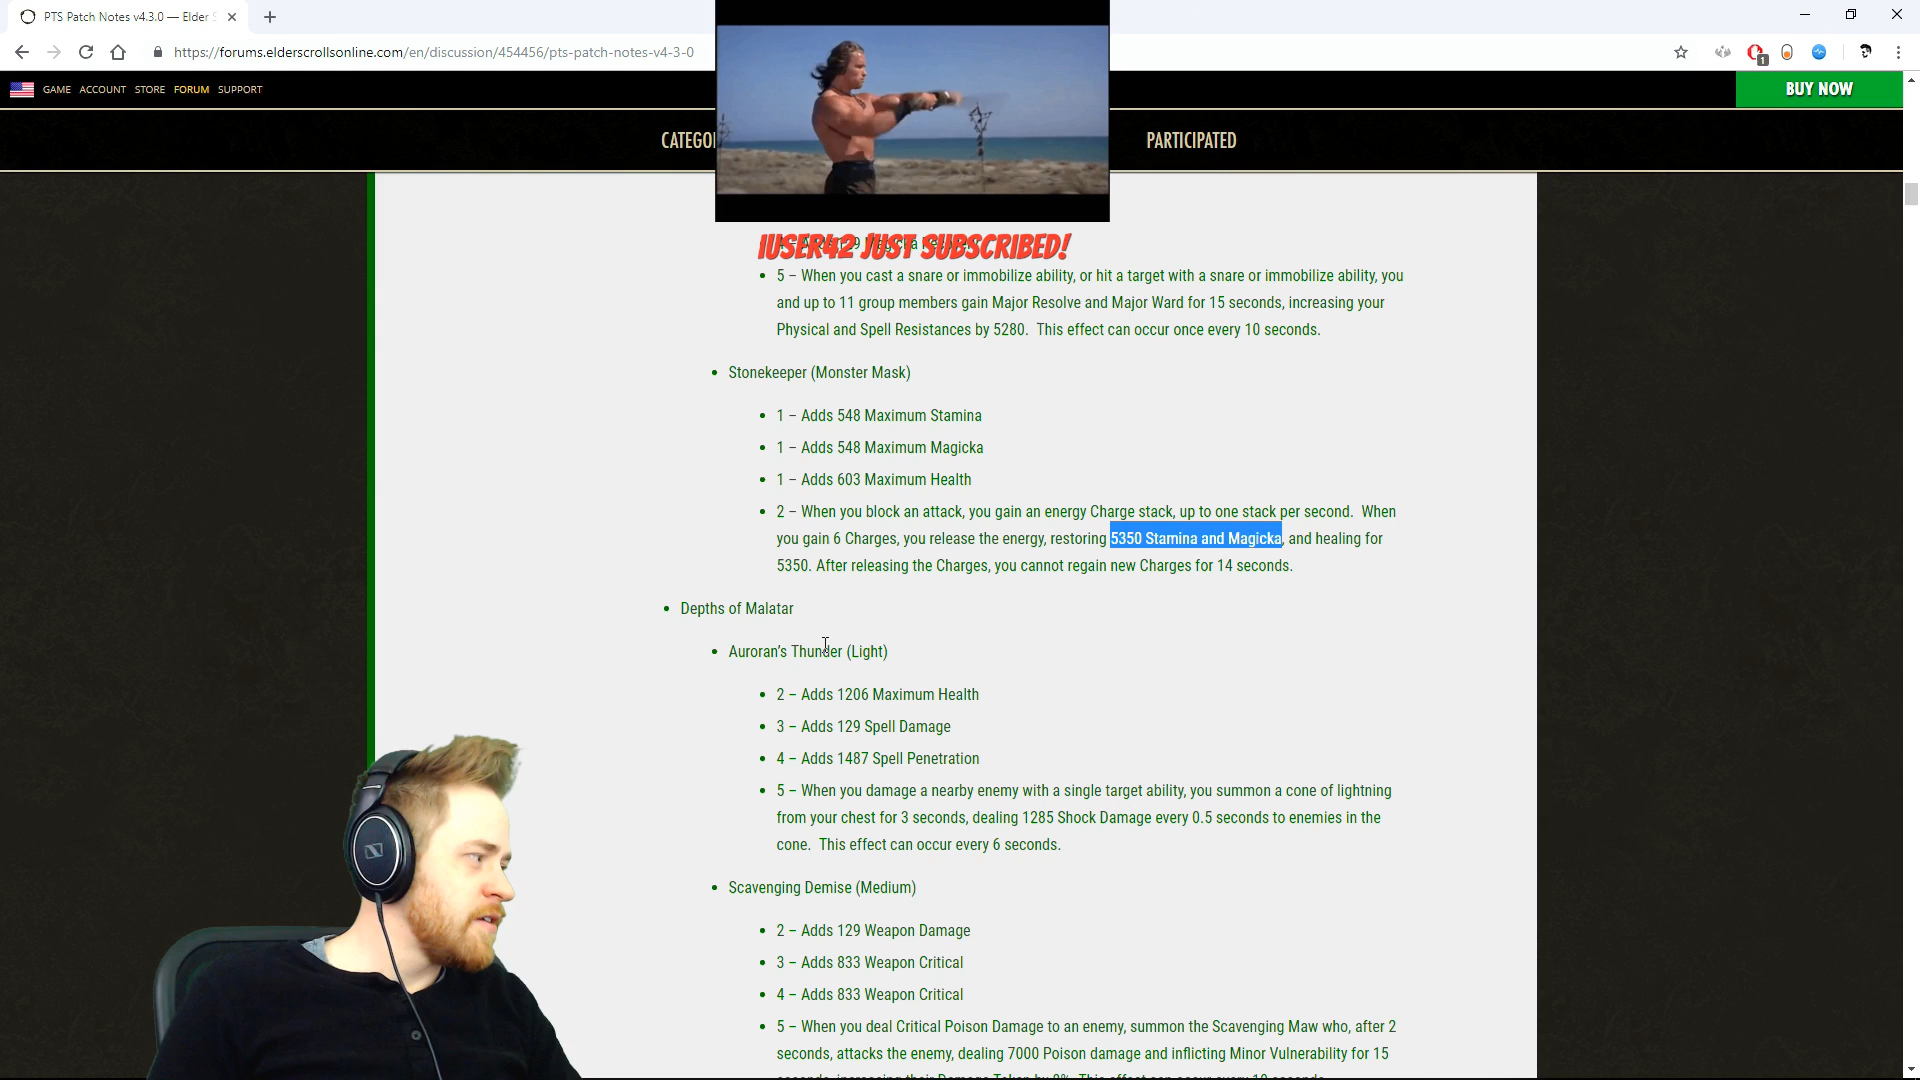 PTS Patch Notes v4.3.0 — Elder S
https://forums.elderscrollsonline.com/en/discussion/454456/pts-patch-notes-v4-3-0
1
GAME ACCOUNT STORE FORUM SUPPORT
BUY NOW
CATEGO
PARTICIPATED
IUSER42 JUST SUBSCRIBED!
• 5 – When you cast a snare or immobilize ability, or hit a target with a snare or immobilize ability, you
and up to 11 group members gain Major Resolve and Major Ward for 15 seconds, increasing your
Physical and Spell Resistances by 5280. This effect can occur once every 10 seconds.
• Stonekeeper (Monster Mask)
• 1 – Adds 548 Maximum Stamina
• 1 – Adds 548 Maximum Magicka
• 1 – Adds 603 Maximum Health
• 2 – When you block an attack, you gain an energy Charge stack, up to one stack per second. When
you gain 6 Charges, you release the energy, restoring 5350 Stamina and Magicka, and healing for
5350. After releasing the Charges, you cannot regain new Charges for 14 seconds.
• Depths of Malatar
• Auroran's Thunder (Light)
• 2 – Adds 1206 Maximum Health
• 3 – Adds 129 Spell Damage
• 4 – Adds 1487 Spell Penetration
• 5 – When you damage a nearby enemy with a single target ability, you summon a cone of lightning
from your chest for 3 seconds, dealing 1285 Shock Damage every 0.5 seconds to enemies in the
cone. This effect can occur every 6 seconds.
• Scavenging Demise (Medium)
• 2 – Adds 129 Weapon Damage
• 3 – Adds 833 Weapon Critical
• 4 – Adds 833 Weapon Critical
• 5 – When you deal Critical Poison Damage to an enemy, summon the Scavenging Maw who, after 2
seconds, attacks the enemy, dealing 7000 Poison damage and inflicting Minor Vulnerability for 15